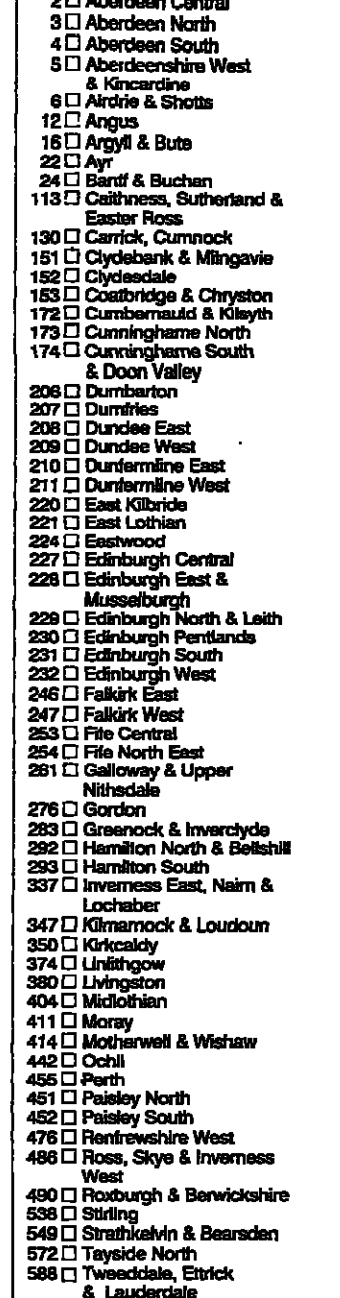 2 ☐ Aberdeen Central
3 ☐ Aberdeen North
4 ☐ Aberdeen South
5 ☐ Aberdeenshire West
& Kincardine
6 ☐ Airdrie & Shotts
12 ☐ Angus
16 ☐ Argyll & Bute
22 ☐ Ayr
24 ☐ Banff & Buchan
113 ☐ Caithness, Sutherland &
Easter Ross
130 ☐ Carrick, Cumnock
151 ☐ Clydebank & Milngavie
152 ☐ Clydesdale
153 ☐ Coatbridge & Chryston
172 ☐ Cumbernauld & Kilsyth
173 ☐ Cunninghame North
174 ☐ Cunninghame South
& Doon Valley
206 ☐ Dumbarton
207 ☐ Dumfries
208 ☐ Dundee East
209 ☐ Dundee West
210 ☐ Dunfermline East
211 ☐ Dunfermline West
220 ☐ East Kilbride
221 ☐ East Lothian
224 ☐ Eastwood
227 ☐ Edinburgh Central
228 ☐ Edinburgh East &
Musselburgh
229 ☐ Edinburgh North & Leith
230 ☐ Edinburgh Pentlands
231 ☐ Edinburgh South
232 ☐ Edinburgh West
246 ☐ Falkirk East
247 ☐ Falkirk West
253 ☐ Fife Central
254 ☐ Fife North East
261 ☐ Galloway & Upper
Nithsdale
276 ☐ Gordon
283 ☐ Greenock & Inverclyde
292 ☐ Hamilton North & Bellshill
293 ☐ Hamilton South
337 ☐ Inverness East, Nairn &
Lochaber
347 ☐ Kilmarnock & Loudoun
350 ☐ Kirkcaldy
374 ☐ Linlithgow
380 ☐ Livingston
404 ☐ Midlothian
411 ☐ Moray
414 ☐ Motherwell & Wishaw
442 ☐ Ochil
455 ☐ Perth
451 ☐ Paisley North
452 ☐ Paisley South
476 ☐ Renfrewshire West
486 ☐ Ross, Skye & Inverness
West
490 ☐ Roxburgh & Berwickshire
538 ☐ Stirling
549 ☐ Strathkelvin & Bearsden
572 ☐ Tayside North
588 ☐ Tweeddale, Ettrick
& Lauderdale